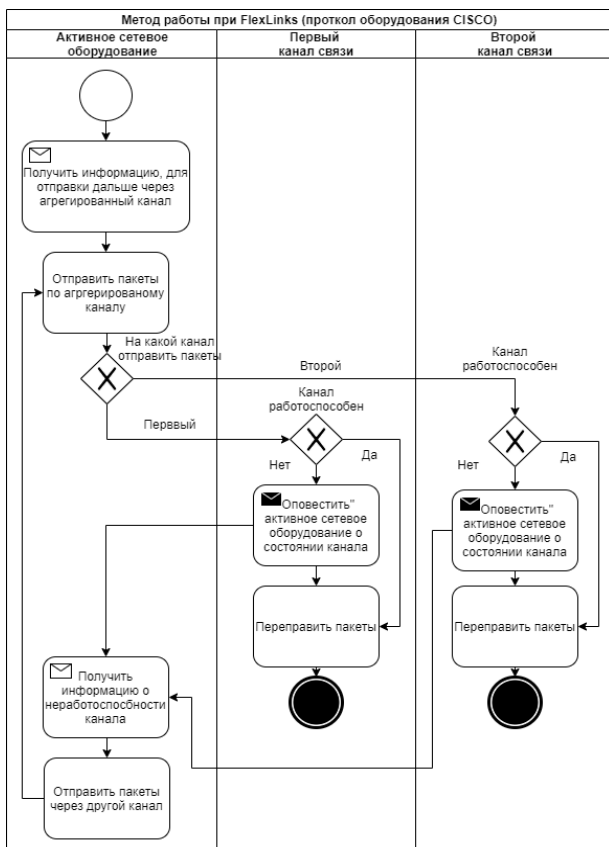 Метод работы при FlexLinks (проткол оборудования CISCO)
Активное сетевое
оборудование
Первый
канал связи
Второй
канал связи
Получить информацию, для
отправки дальше через
агрегированный канал
Отправить пакеты
по агргерированому
каналу
На какой канал
отправить пакеты
Второй
Канал
работоспособен
Канал
работоспособен
Перввый
Нет
Да
Нет
Да
Оповестить"
активное сетевое
оборудование о
состоянии канала
Оповестить"
активное сетевое
оборудование о
состоянии канала
Переправить пакеты
Переправить пакеты
Получить
информацию о
неработоспосбности
канала
Отправить пакеты
через другой канал